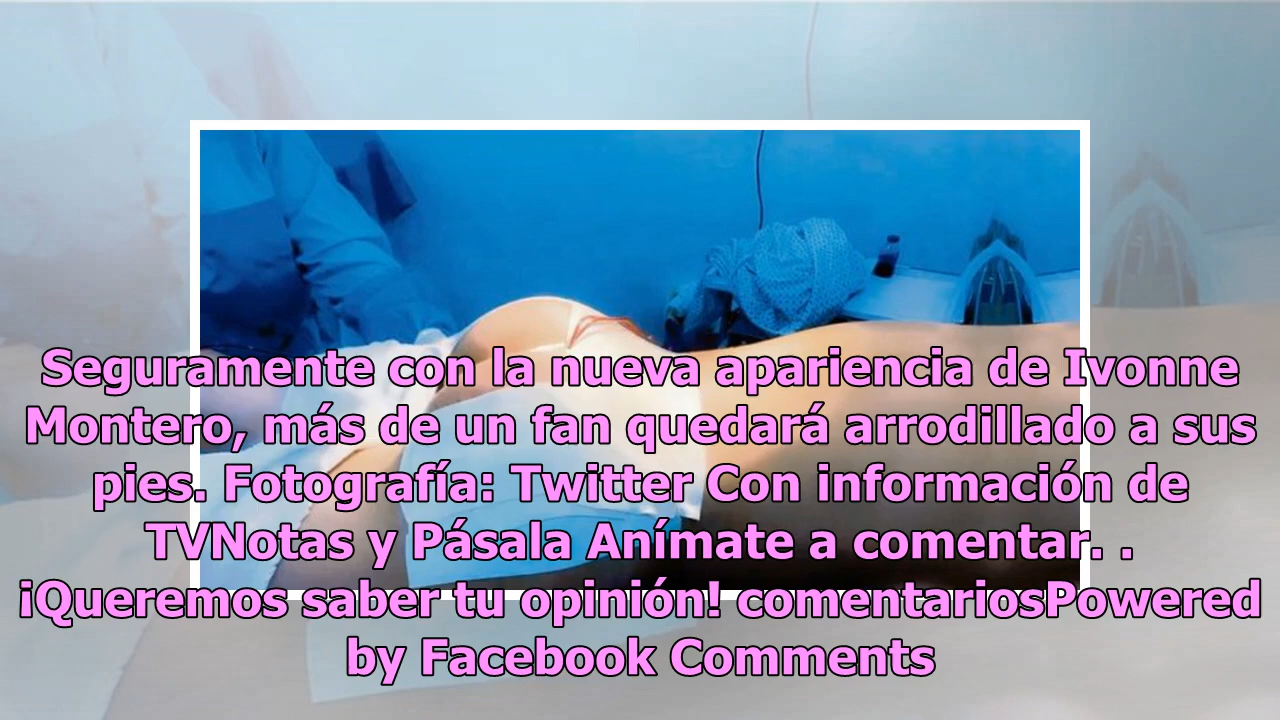 Seguramente con la nueva apariencia de Ivonne
Montero, más de un fan quedará arrodillado a sus
pies. Fotografía: Twitter Con información de
TVNotas y Pásala Anímate a comentar. .
¡Queremos saber tu opinión! comentariosPowered
by Facebook Comments